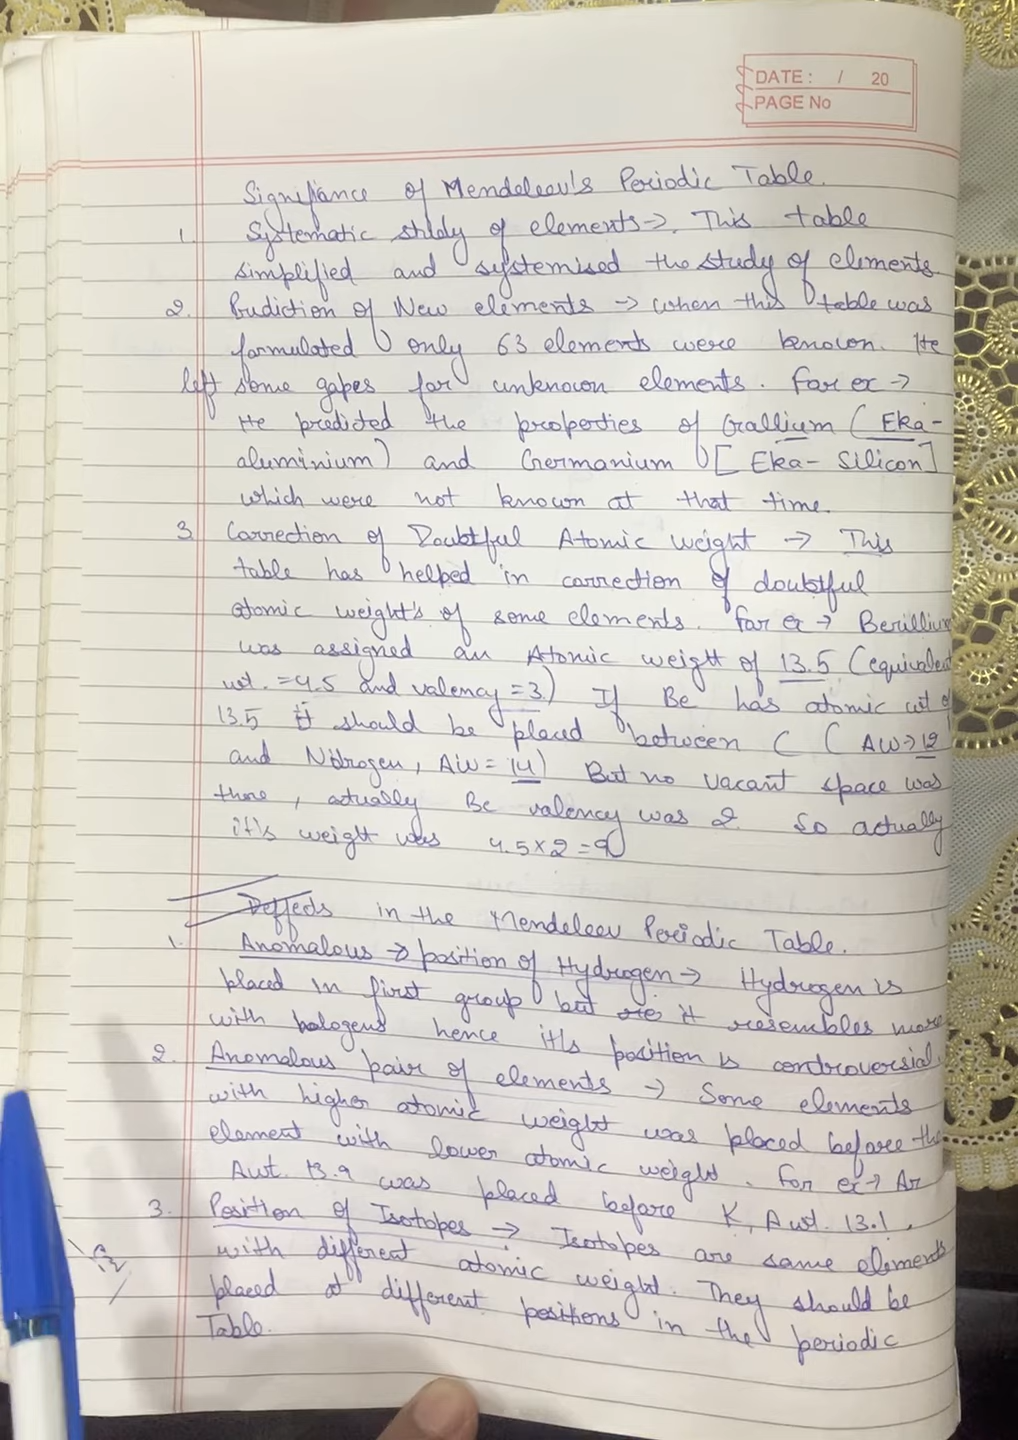 DATE : / 20
PAGE No
Signifiance of Mendeleev's Periodic Table.
1. Systematic study of elements →. This table
simplified and systemised the study of elements.
2. Prediction of New elements → When this table was
formulated only 63 elements were known. He
left some gapes for unknown elements. For ex →
He predicted the properties of Gallium (Eka-
aluminium) and Germanium [Eka- Silicon]
which were not known at that time.
3. Correction of Doubtful Atomic weight → This
table has helped in correction of doubtful
atomic weight's of some elements. For ex → Berillium
was assigned an Atomic weight of 13.5 (equivalent
wt. = 4.5 and valency = 3) If Be has atomic wt of
13.5 it should be placed between C (AW → 12
and Nitrogen, AW = 14) But no vacant space was
there, actually Be valency was 2. So actually
it's weight was 4.5 × 2 = 9
Deffects in the Mendeleev Periodic Table.
1. Anomalous → position of Hydrogen → Hydrogen is
placed in first group but it resembles more
with halogens hence it's position is controversial.
2. Anomalous pair of elements → Some elements
with higher atomic weight was placed before the
element with lower atomic weight. For ex → Ar
Awt. 13.9 was placed before K, Awt. 13.1.
3. Position of Isotopes → Isotopes are same elements
with different atomic weight. They should be
placed at different positions in the periodic
Table.